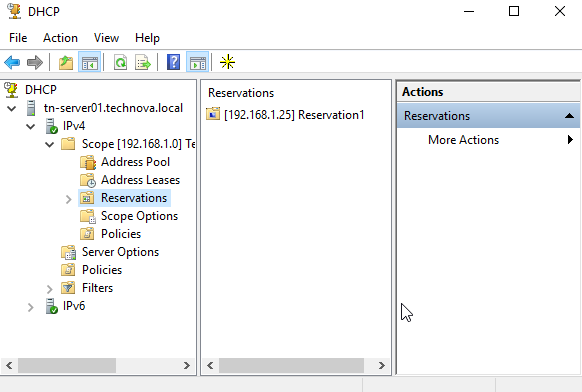 DHCP
File Action View Help
DHCP
tn-server01.technova.local
IPv4
Scope [192.168.1.0] Te
Address Pool
Address Leases
Reservations
Scope Options
Policies
Server Options
Policies
Filters
IPv6
Reservations
[192.168.1.25] Reservation1
Actions
Reservations
More Actions